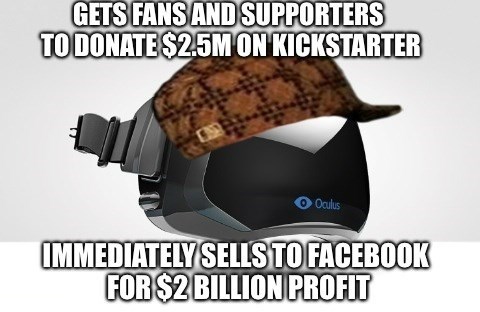 GETS FANS AND SUPPORTERS
TO DONATE $2.5M ON KICKSTARTER
Oculus
IMMEDIATELY SELLS TO FACEBOOK
FOR $2 BILLION PROFIT